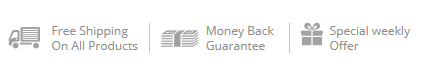 Free Shipping
On All Products
Money Back
Guarantee
Special weekly
Offer